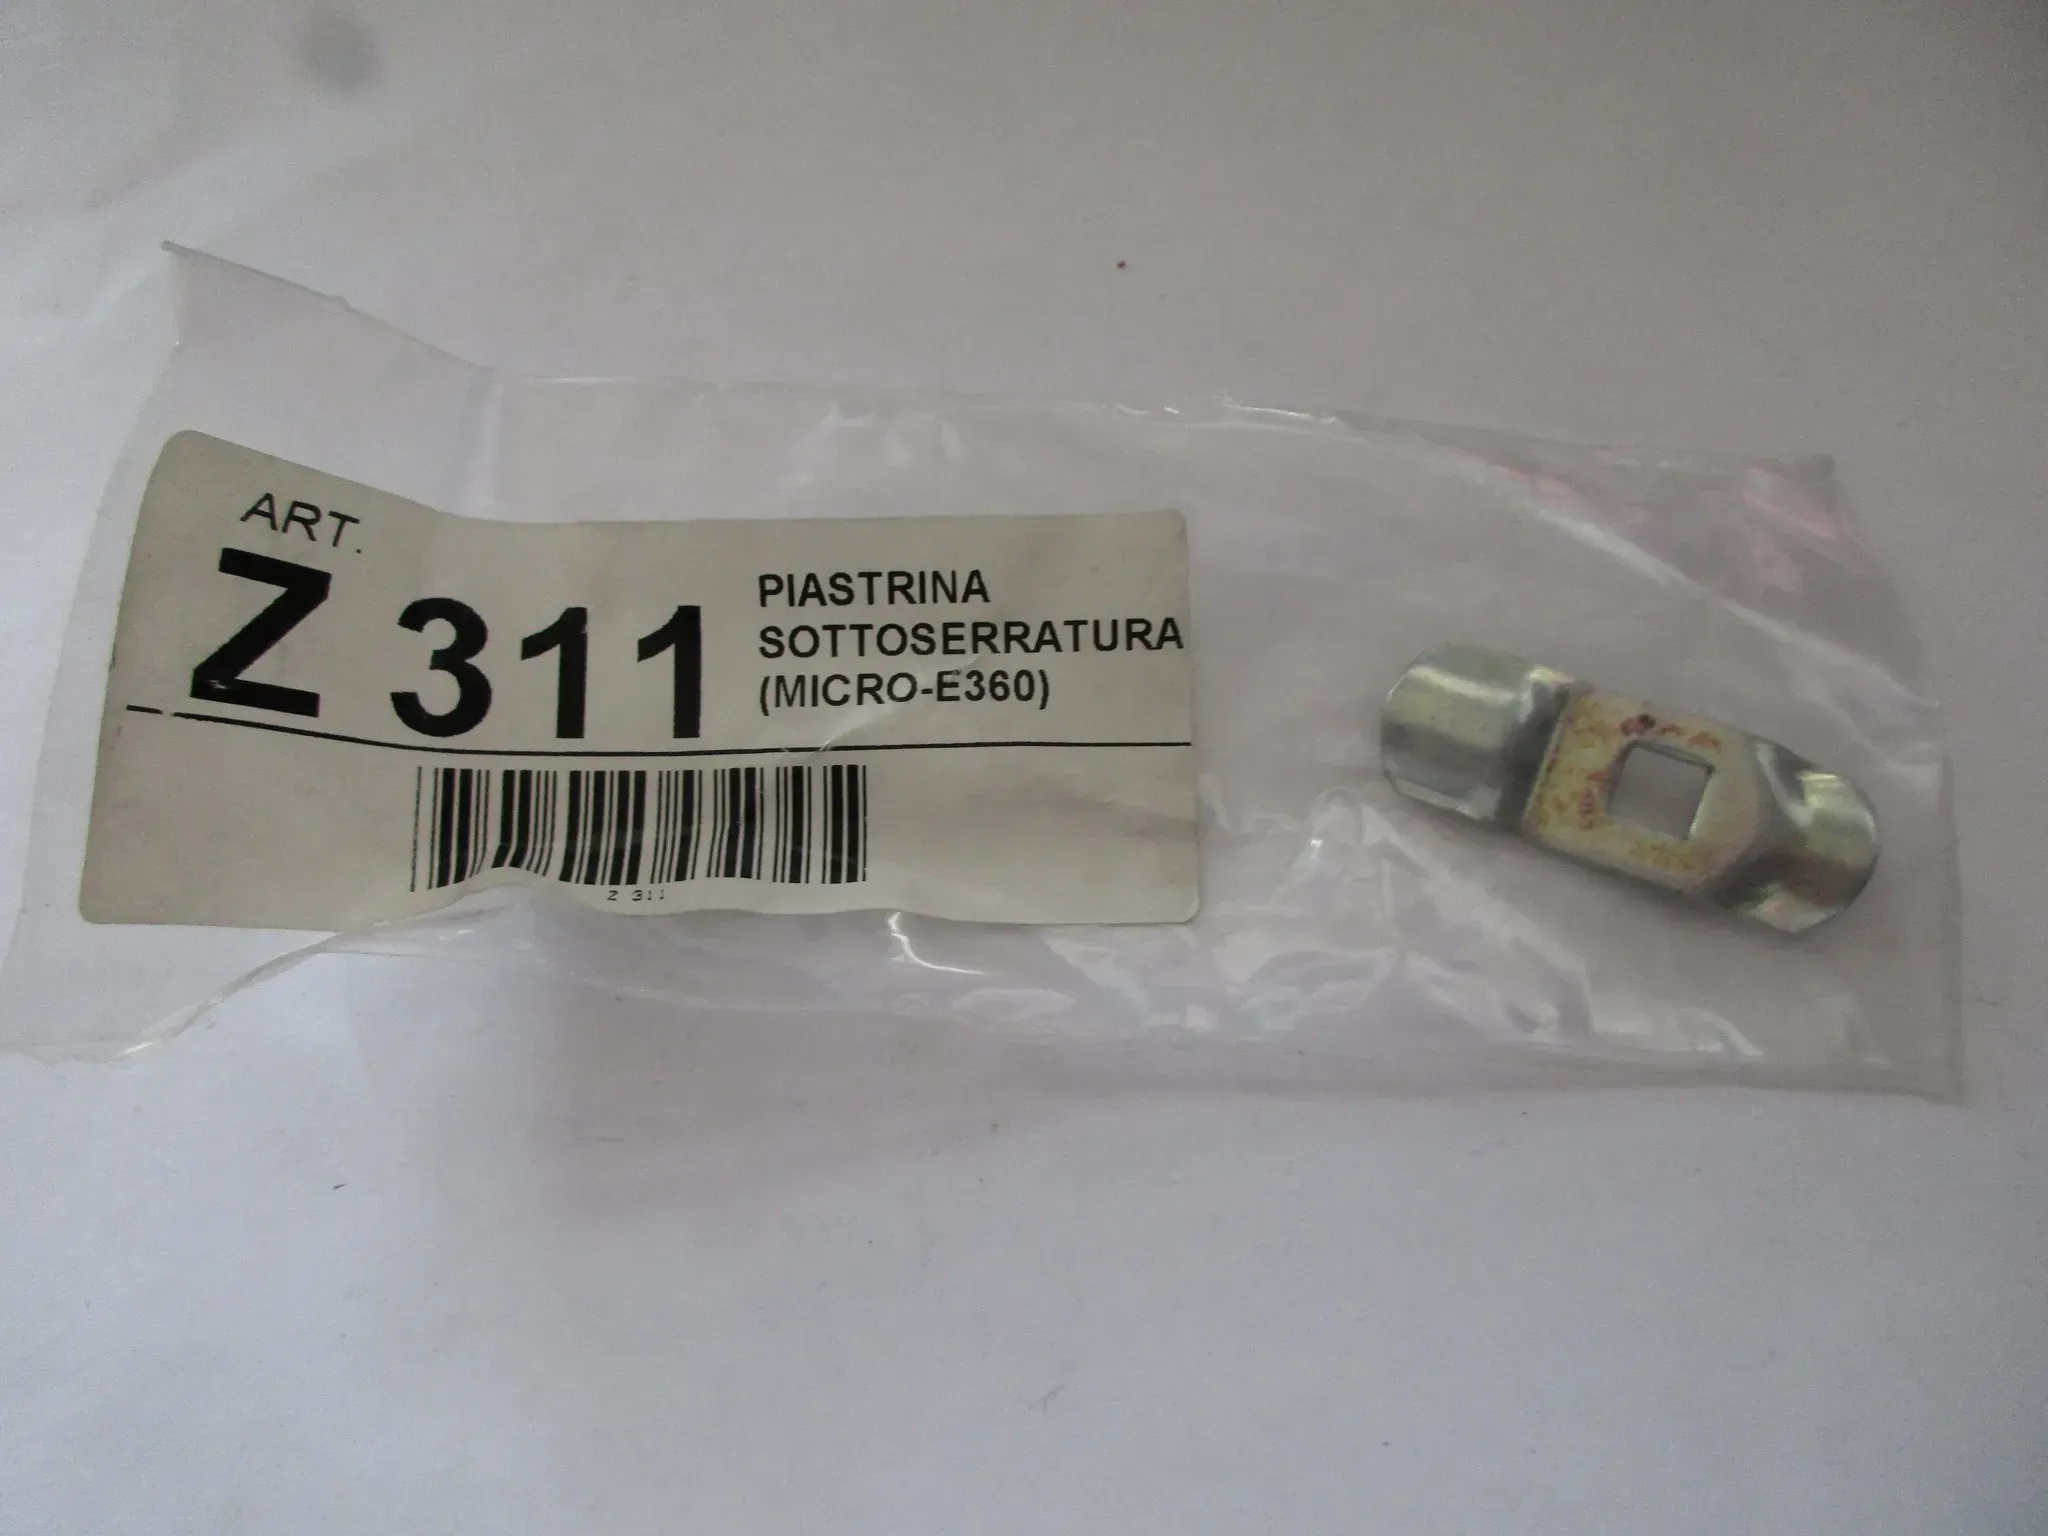 ART.
Z 311
PIASTRINA
SOTTOSERRATURA
(MICRO-E360)
Z 311